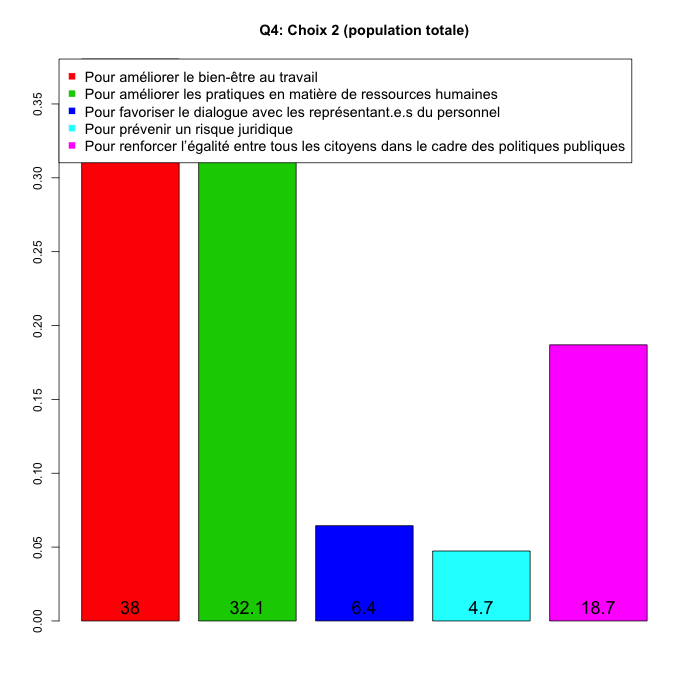 Q4: Choix 2 (population totale)
Pour améliorer le bien-être au travail
Pour améliorer les pratiques en matière de ressources humaines
Pour favoriser le dialogue avec les représentant.e.s du personnel
Pour prévenir un risque juridique
Pour renforcer l'égalité entre tous les citoyens dans le cadre des politiques publiques
0.35
0.30
0.25
0.20
0.15
0.10
0.05
0.00
38 32.1 6.4 4.7 18.7